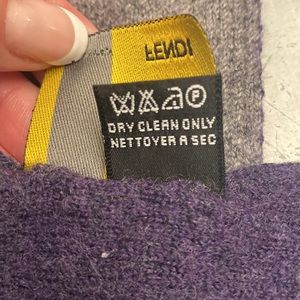 FENDI
DRY CLEAN ONLY
NETTOYER A SEC